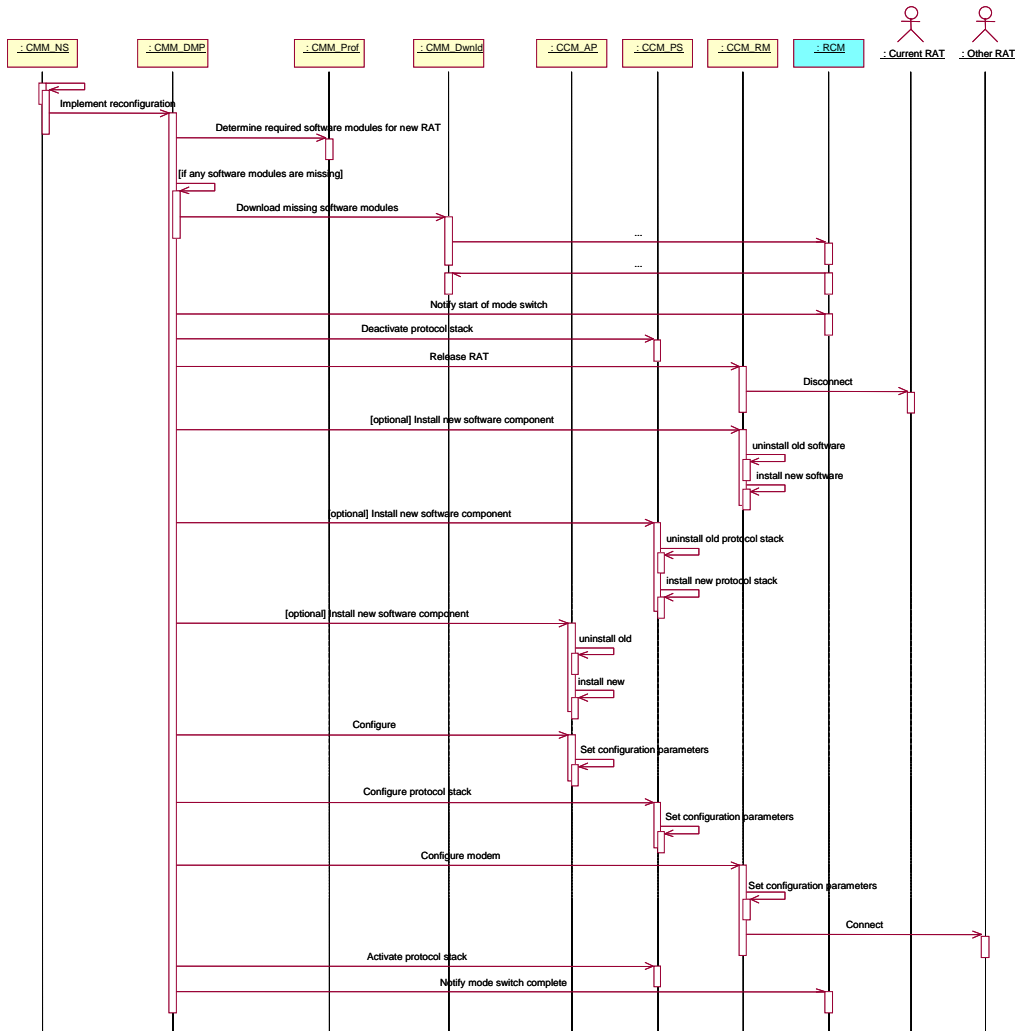 : CMM_NS
: CMM_DMP
: CMM_Prof
: CMM_Dwnld
: CCM_AP
: CCM_PS
: CCM_RM
: RCM
: Current RAT
: Other RAT
Implement reconfiguration
Determine required software modules for new RAT
[if any software modules are missing]
Download missing software modules
...
...
Notify start of mode switch
Deactivate protocol stack
Release RAT
Disconnect
[optional] Install new software component
uninstall old software
install new software
[optional] Install new software component
uninstall old protocol stack
install new protocol stack
[optional] Install new software component
uninstall old
install new
Configure
Set configuration parameters
Configure protocol stack
Set configuration parameters
Configure modem
Set configuration parameters
Connect
Activate protocol stack
Notify mode switch complete